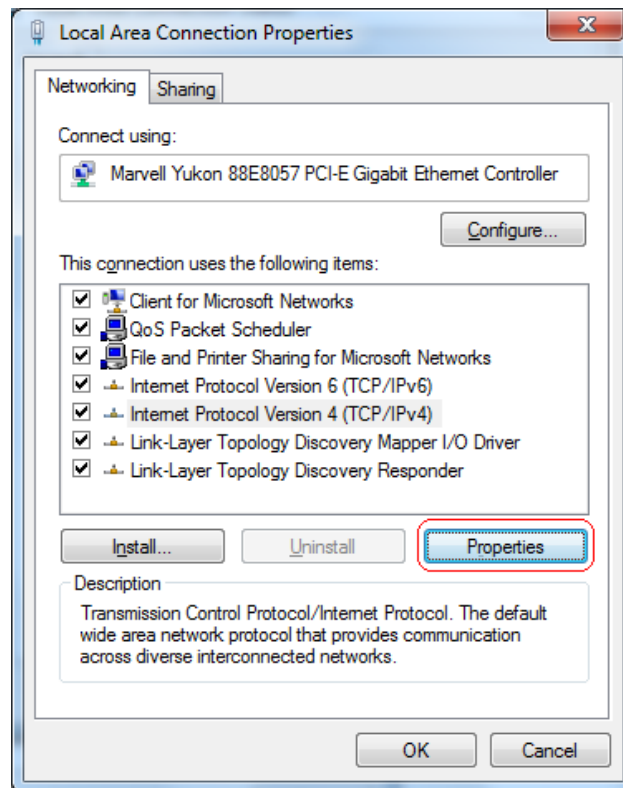 Local Area Connection Properties
Networking
Sharing
Connect using:
Marvell Yukon 88E8057 PCI-E Gigabit Ethernet Controller
Configure...
This connection uses the following items:
Client for Microsoft Networks
QoS Packet Scheduler
File and Printer Sharing for Microsoft Networks
Internet Protocol Version 6 (TCP/IPv6)
Internet Protocol Version 4 (TCP/IPv4)
Link-Layer Topology Discovery Mapper I/O Driver
Link-Layer Topology Discovery Responder
Install...
Uninstall
Properties
Description
Transmission Control Protocol/Internet Protocol. The default
wide area network protocol that provides communication
across diverse interconnected networks.
OK
Cancel